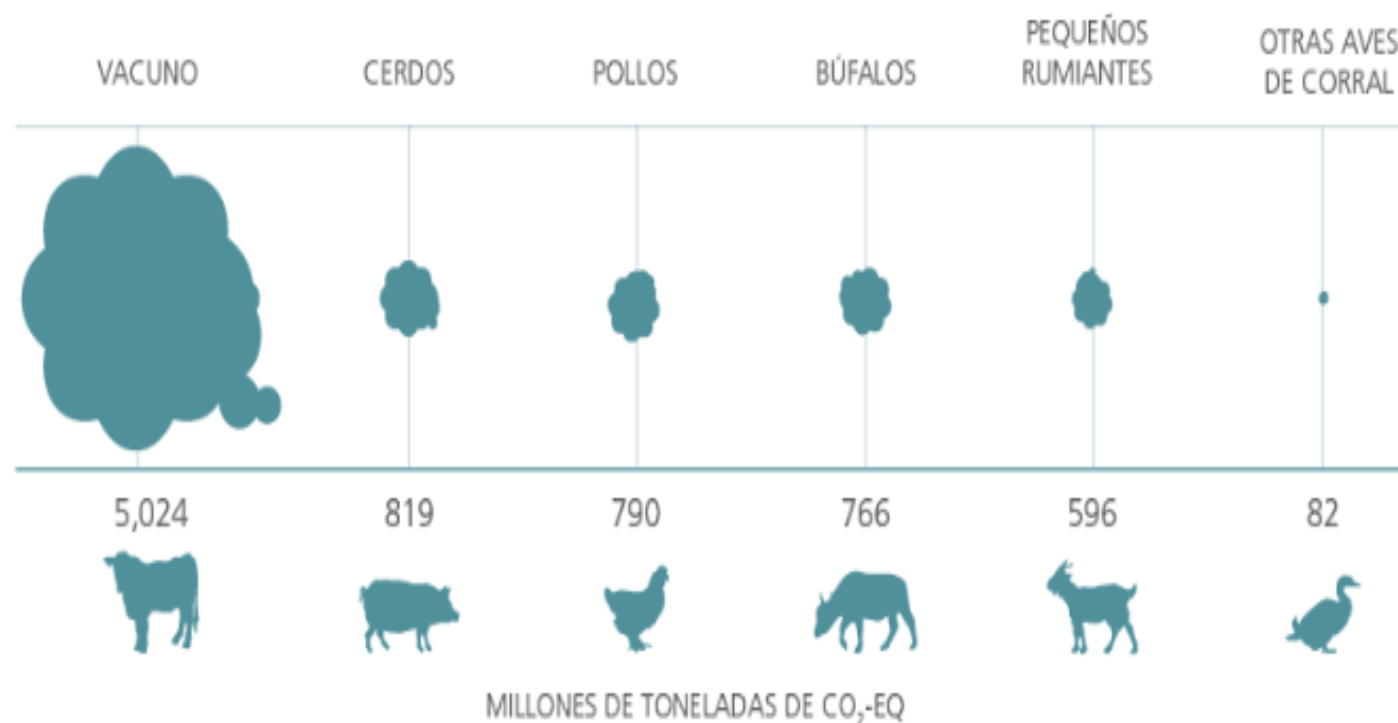 VACUNO
CERDOS
POLLOS
BÚFALOS
PEQUEÑOS
RUMIANTES
OTRAS AVES
DE CORRAL
5,024
819
790
766
596
82
MILLONES DE TONELADAS DE CO₂-EQ